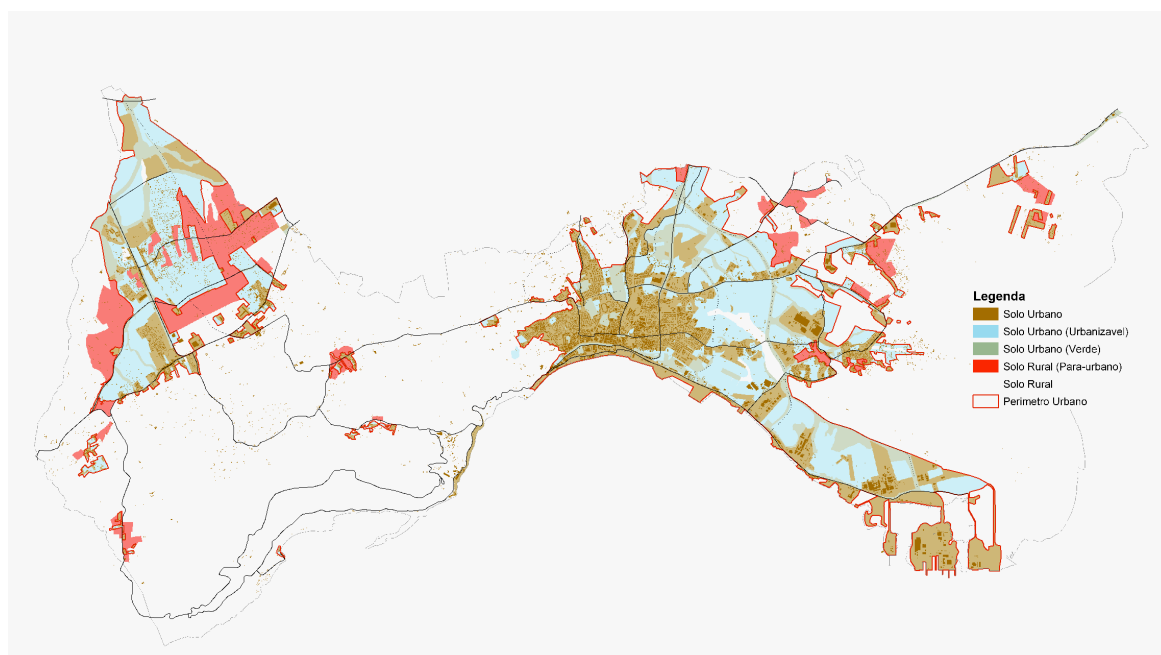 Legenda
Solo Urbano
Solo Urbano (Urbanizavel)
Solo Urbano (Verde)
Solo Rural (Para-urbano)
Solo Rural
Perimetro Urbano